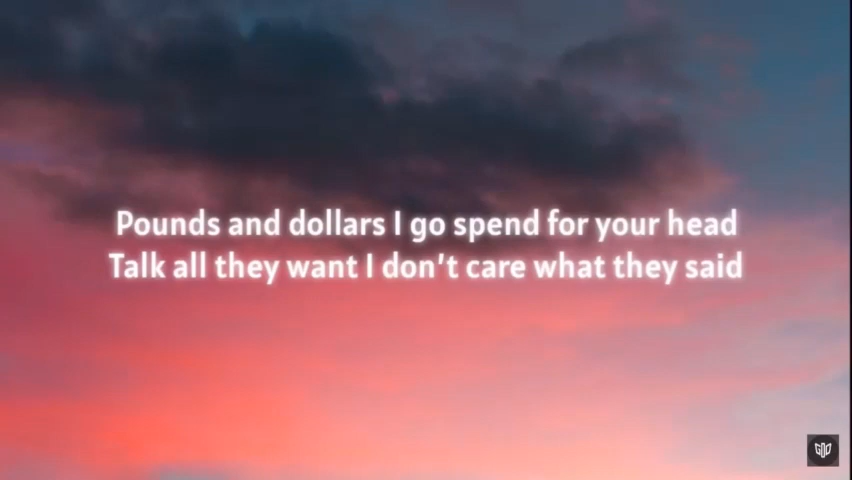 Pounds and dollars I go spend for your head
Talk all they want I don't care what they said